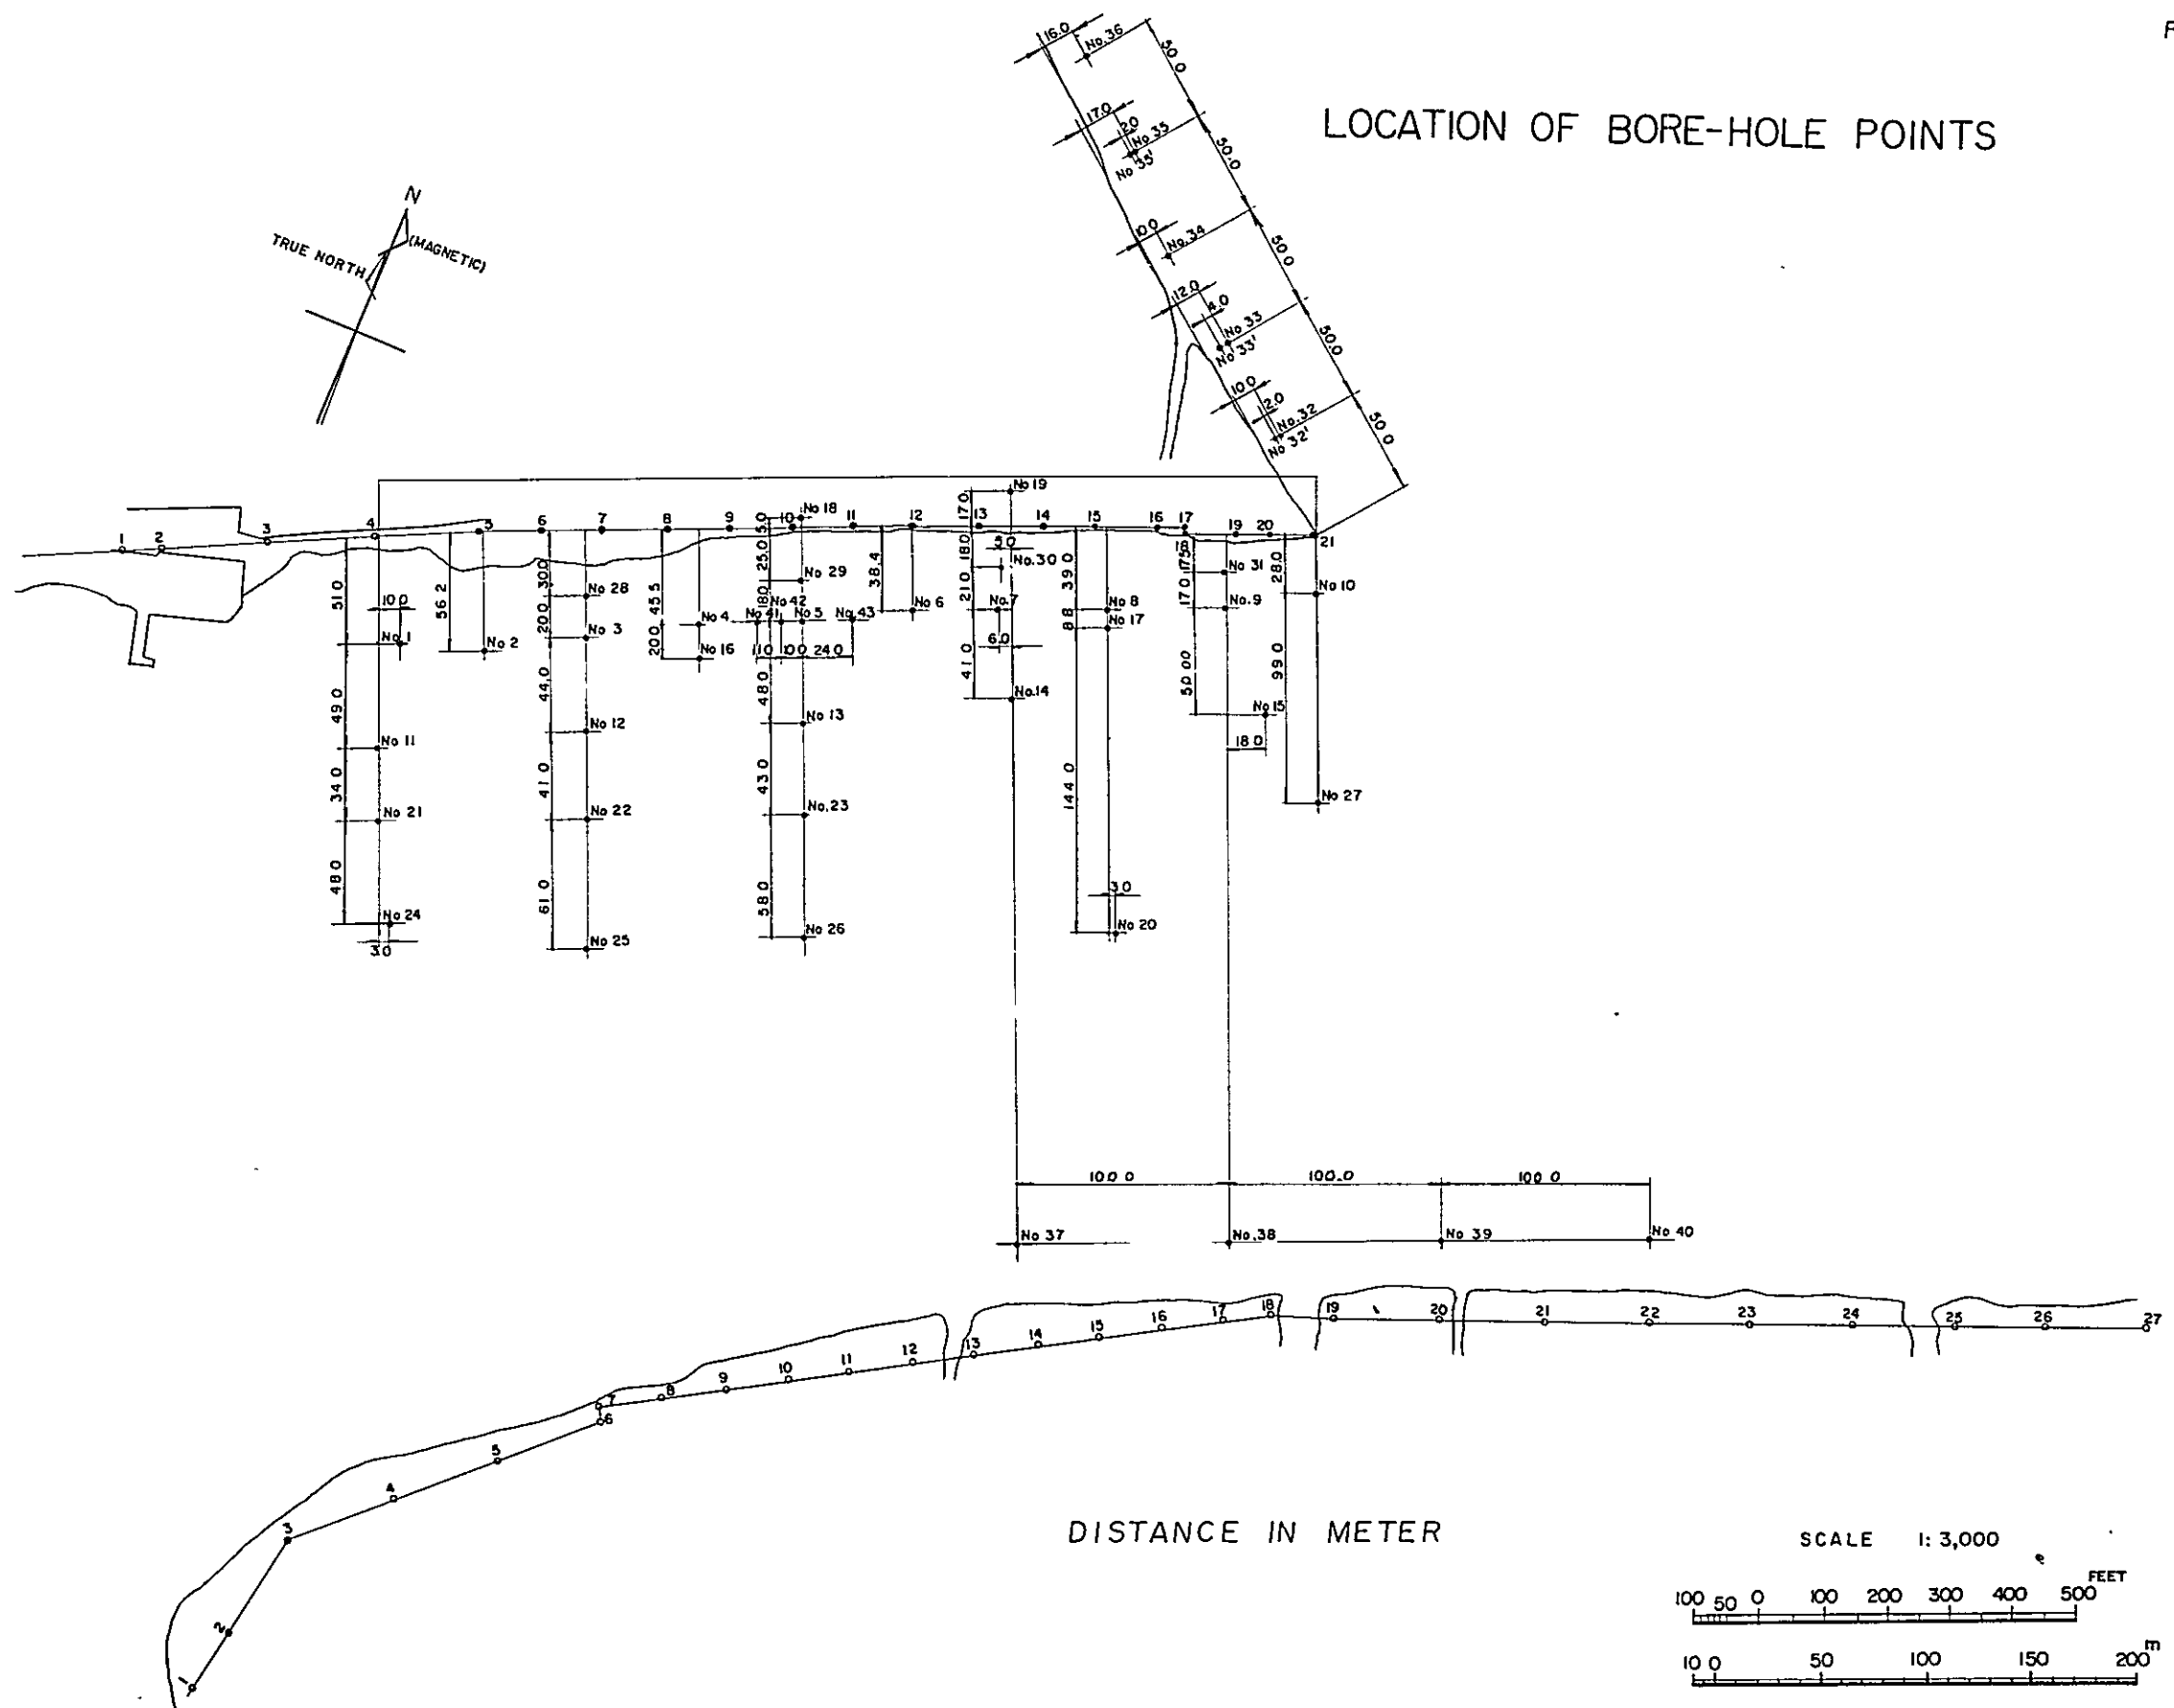 LOCATION OF BORE-HOLE POINTS
N
TRUE NORTH
(MAGNETIC)
16.0
No.36
50.0
17.0
2.0
No 35
No 35'
50.0
10.0
No.34
50.0
12.0
4.0
No 33
No 33'
50.0
10.0
2.0
No.32
No 32'
50.0
1
2
3
4
5
6
7
8
9
10
11
12
13
14
15
16
17
18
19
20
21
No 18
No 19
5.0
17.0
51.0
10.0
No 1
56.2
No 2
30.0
No 28
20.0
No 3
45.5
No 4
20.0
No 16
25.0
No 29
18.0
No 41
No 42
No 5
No 43
11.0
10.0
24.0
38.4
No 6
18.0
5.0
No.30
21.0
No.7
6.0
41.0
No.14
39.0
No 8
8.8
No 17
17.5
No 31
17.0
No.9
50.00
No 15
18.0
28.0
No 10
99.0
No 27
49.0
No 11
34.0
No 21
48.0
No 24
3.0
44.0
No 12
41.0
No 22
61.0
No 25
48.0
No 13
43.0
No.23
58.0
No 26
144.0
3.0
No 20
100.0
100.0
100.0
No 37
No.38
No 39
No 40
1
2
3
4
5
6
7
8
9
10
11
12
13
14
15
16
17
18
19
20
21
22
23
24
25
26
27
DISTANCE IN METER
SCALE 1: 3,000
FEET
100 50 0 100 200 300 400 500
10 0 50 100 150 200 m